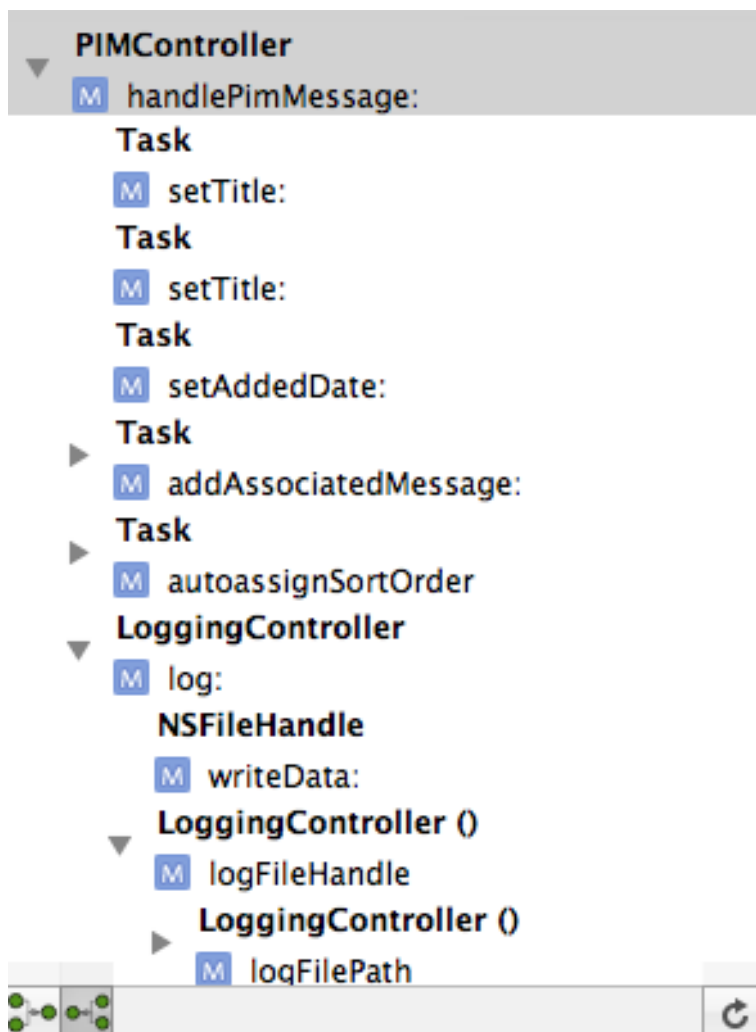 PIMController
M handlePimMessage:
Task
M setTitle:
Task
M setTitle:
Task
M setAddedDate:
Task
M addAssociatedMessage:
Task
M autoassignSortOrder
LoggingController
M log:
NSFileHandle
M writeData:
LoggingController ()
M logFileHandle
LoggingController ()
M logFilePath